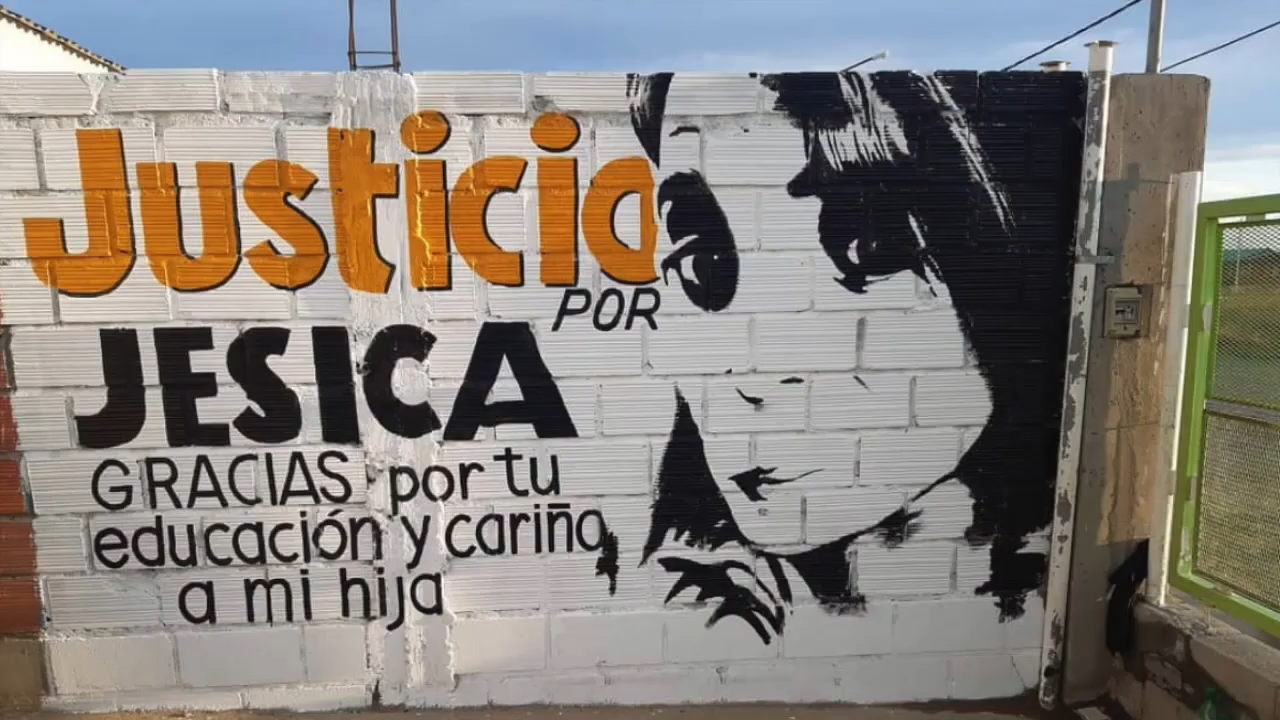 Justicia
POR
JESICA
GRACIAS por tu
educación y cariño
a mi hija